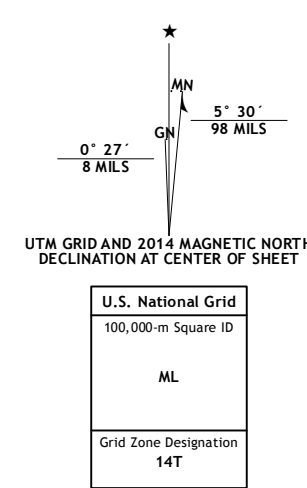 ★
MN
5° 30´
98 MILS
GN
0° 27´
8 MILS
UTM GRID AND 2014 MAGNETIC NORTH
DECLINATION AT CENTER OF SHEET
U.S. National Grid
100,000-m Square ID
ML
Grid Zone Designation
14T